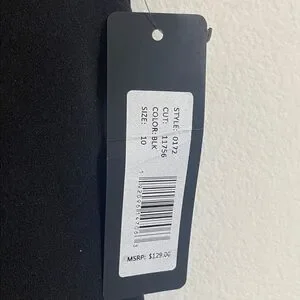 STYLE: 0172
CUT: 11756
COLOR: BLK
SIZE: 10
MSRP: $129.00